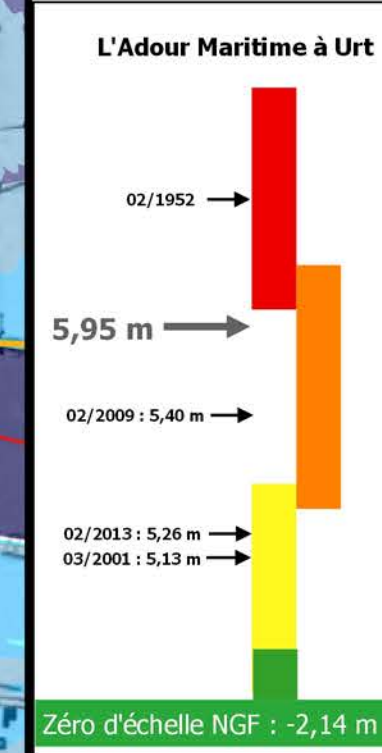 L'Adour Maritime à Urt
02/1952
5,95 m
02/2009 : 5,40 m
02/2013 : 5,26 m
03/2001 : 5,13 m
Zéro d'échelle NGF : -2,14 m